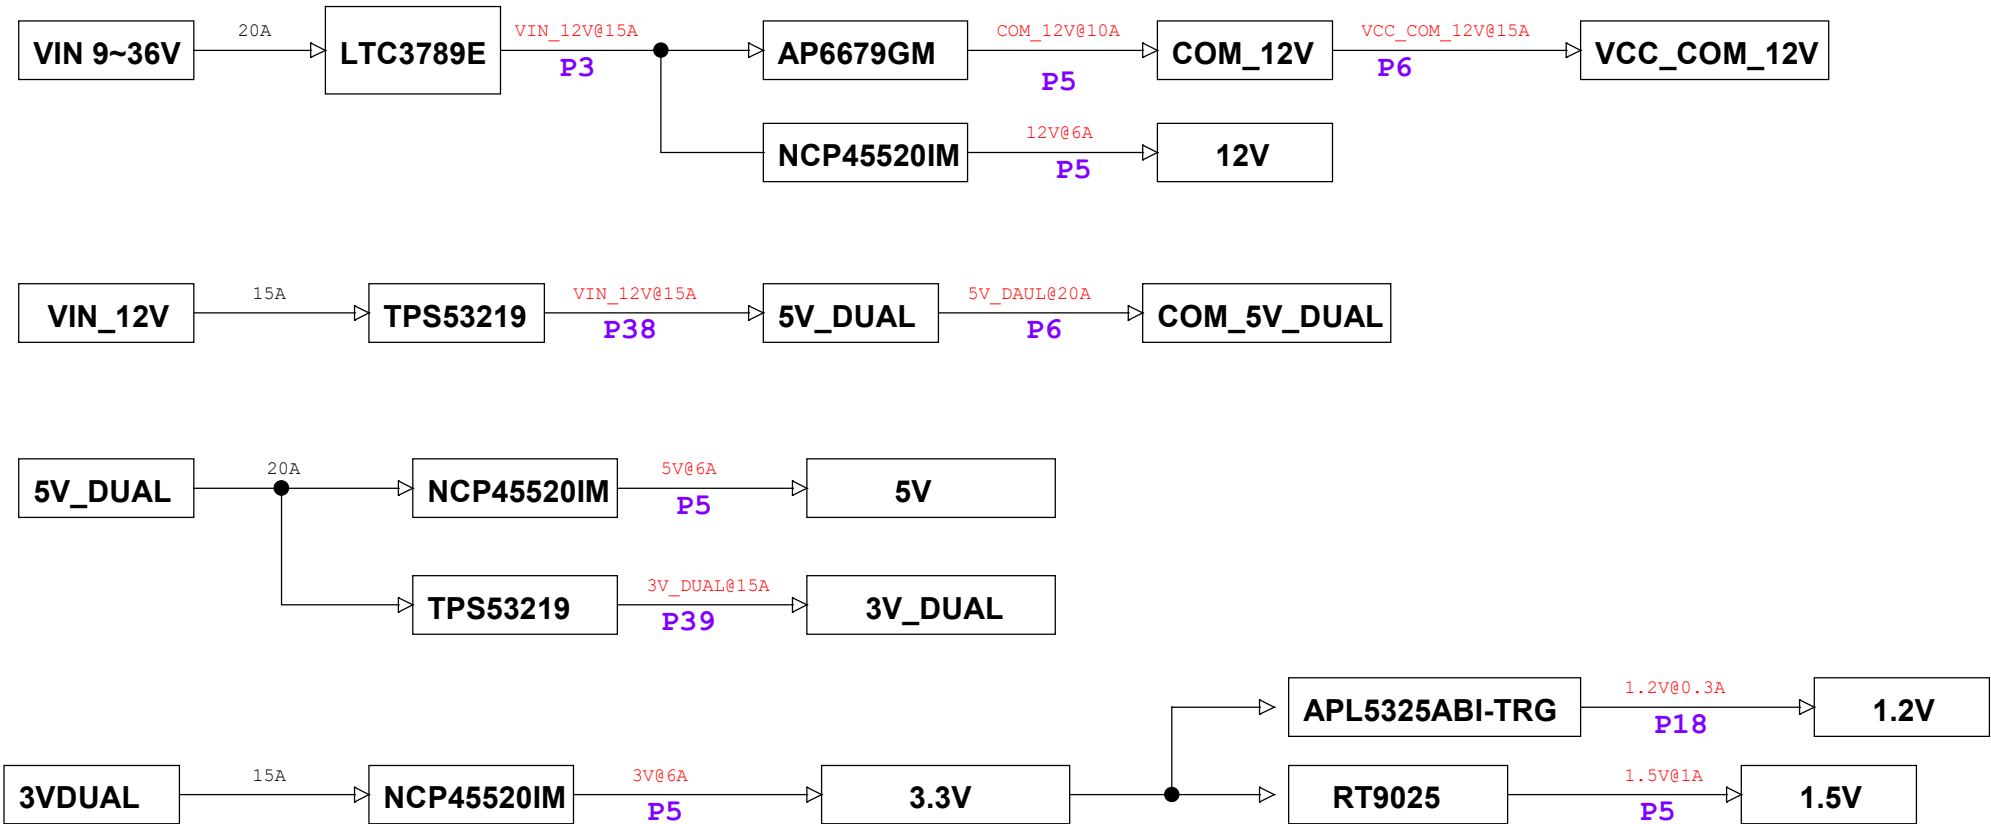 VIN 9~36V
20A
LTC3789E
VIN_12V@15A
P3
AP6679GM
COM_12V@10A
P5
COM_12V
VCC_COM_12V@15A
P6
VCC_COM_12V
NCP45520IM
12V@6A
P5
12V
VIN_12V
15A
TPS53219
VIN_12V@15A
P38
5V_DUAL
5V_DAUL@20A
P6
COM_5V_DUAL
5V_DUAL
20A
NCP45520IM
5V@6A
P5
5V
TPS53219
3V_DUAL@15A
P39
3V_DUAL
APL5325ABI-TRG
1.2V@0.3A
P18
1.2V
3VDUAL
15A
NCP45520IM
3V@6A
P5
3.3V
RT9025
1.5V@1A
P5
1.5V